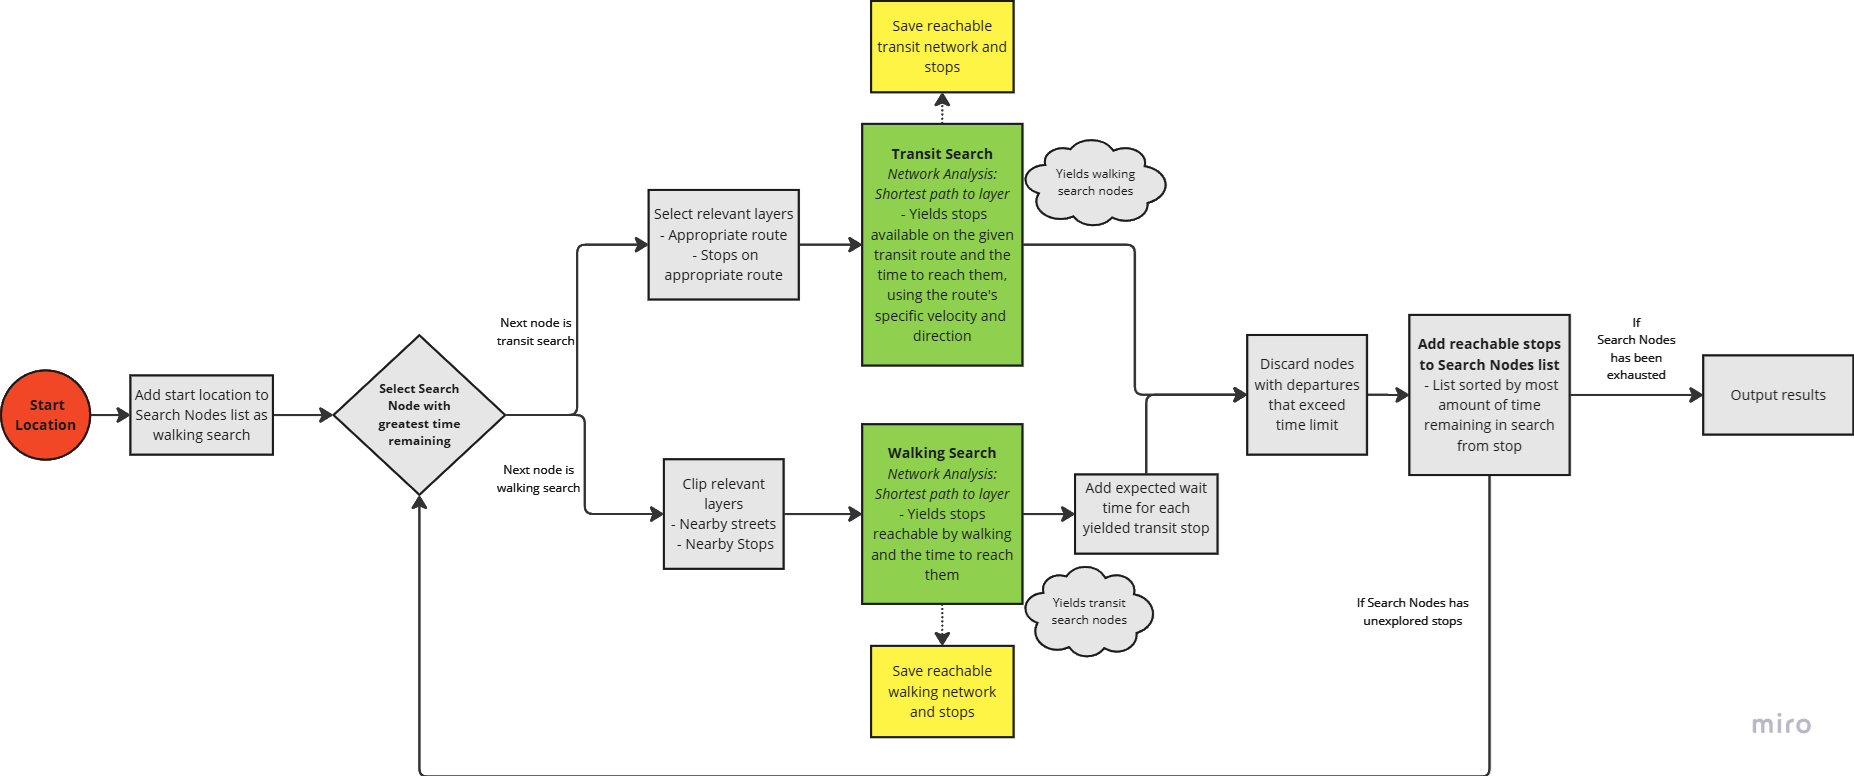 Save reachable
transit network and
stops
Transit Search
Network Analysis:
Shortest path to layer
- Yields stops
available on the given
transit route and the
time to reach them,
using the route's
specific velocity and
direction
Yields walking
search nodes
Select relevant layers
- Appropriate route
- Stops on
appropriate route
Next node is
transit search
Start
Location
Add start location to
Search Nodes list as
walking search
Select Search
Node with
greatest time
remaining
Next node is
walking search
Clip relevant
layers
- Nearby streets
- Nearby Stops
Walking Search
Network Analysis:
Shortest path to layer
- Yields stops
reachable by walking
and the time to reach
them
Add expected wait
time for each
yielded transit stop
Yields transit
search nodes
Save reachable
walking network
and stops
Discard nodes
with departures
that exceed
time limit
Add reachable stops
to Search Nodes list
- List sorted by most
amount of time
remaining in search
from stop
If
Search Nodes
has been
exhausted
Output results
If Search Nodes has
unexplored stops
miro